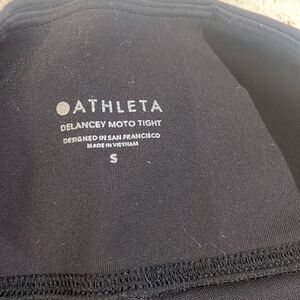 ATHLETA
DELANCEY MOTO TIGHT
DESIGNED IN SAN FRANCISCO
MADE IN VIETNAM
S